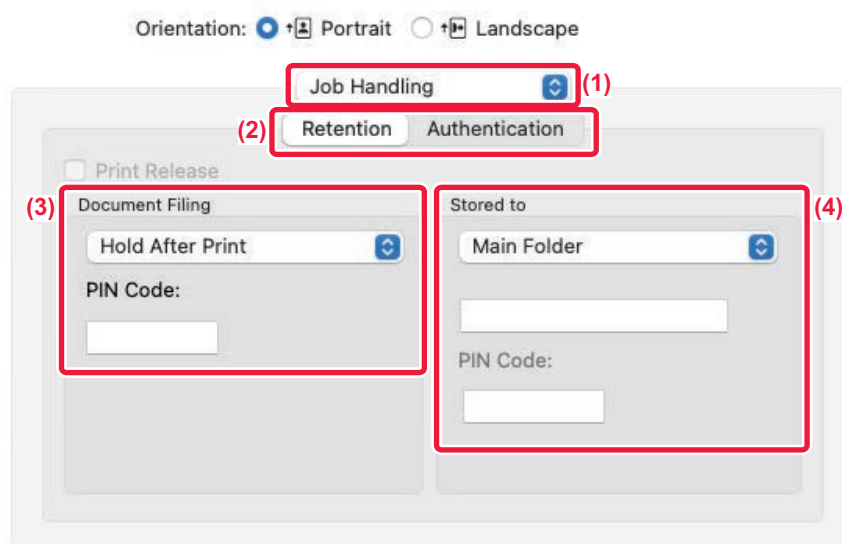 Orientation: Portrait Landscape
Job Handling (1)
(2) Retention Authentication
Print Release
(3) Document Filing
Stored to (4)
Hold After Print
Main Folder
PIN Code:
PIN Code: